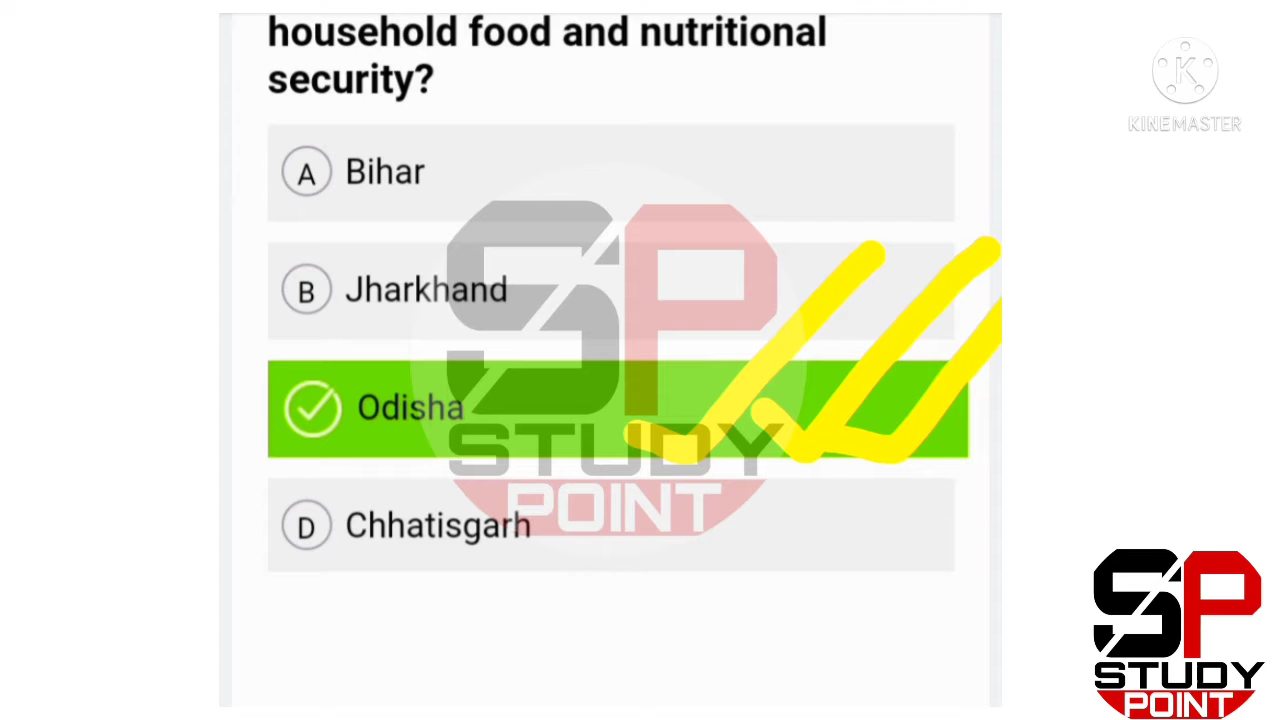 household food and nutritional
security?
A Bihar
B Jharkhand
Odisha
D Chhatisgarh
SP
STUDY
POINT
K
KINEMASTER
SP
STUDY
POINT